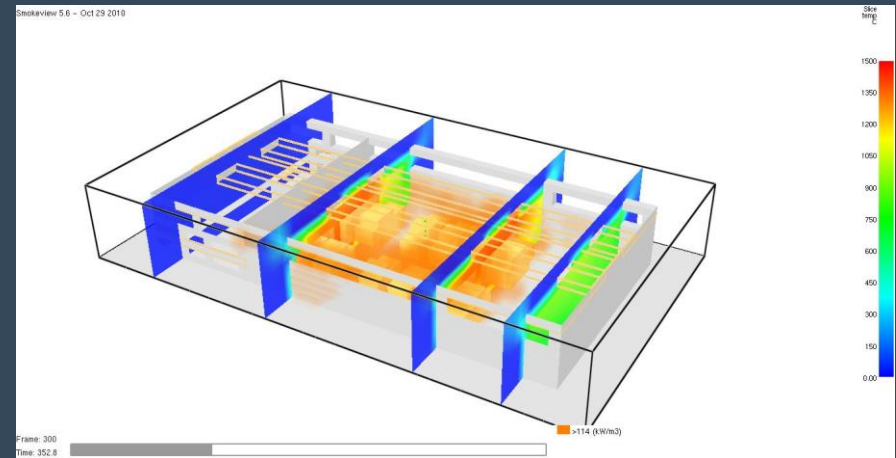 Smokeview 5.6 - Oct 29 2010
Slice
temp
C
1500
1350
1200
1050
900
750
600
450
300
150
0.00
>114 (kW/m3)
Frame: 300
Time: 352.8